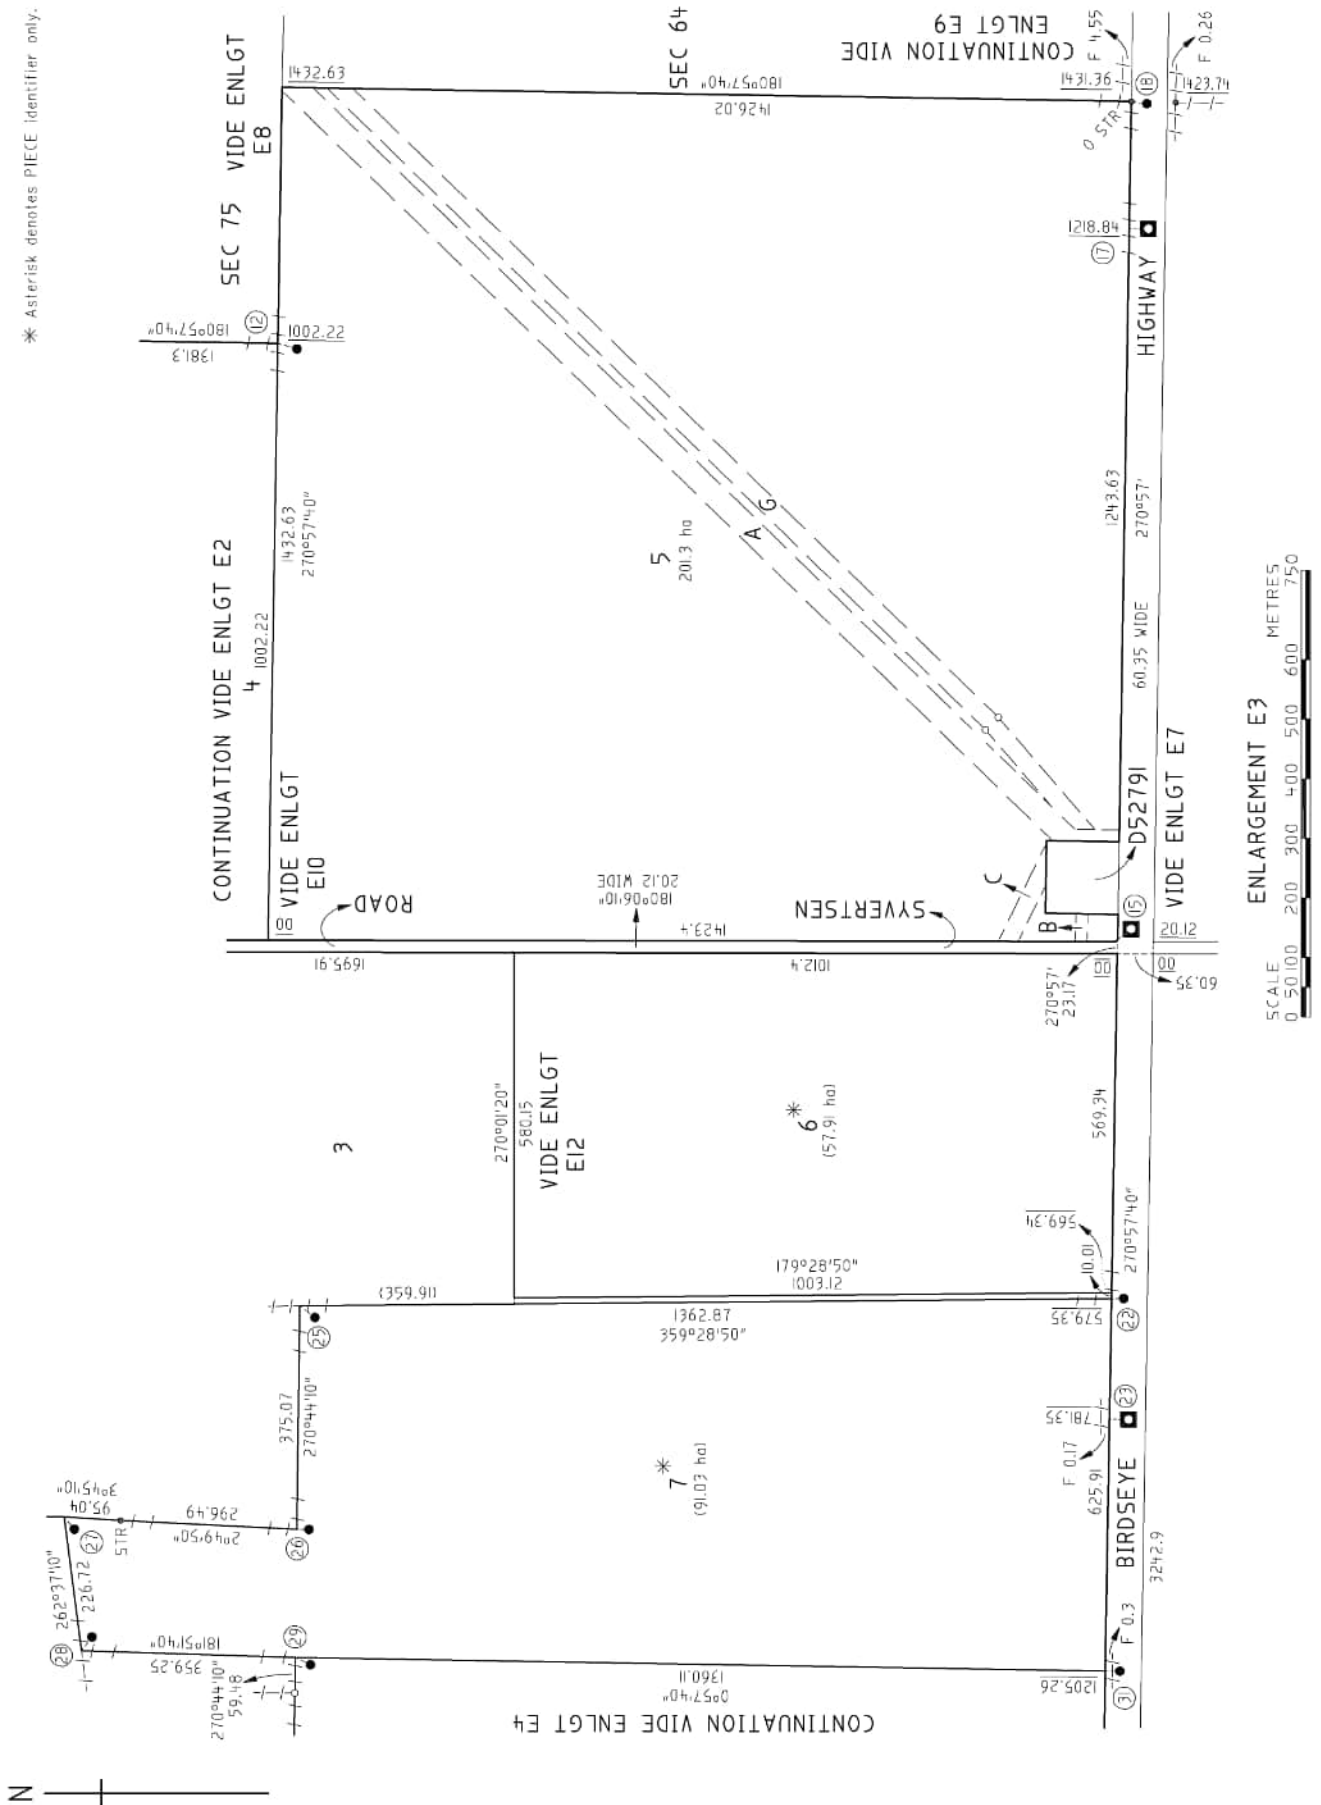 * Asterisk denotes PIECE identifier only.
SEC 75 VIDE ENLGT
E8
1432.63
SEC 64
180°57'40"
1426.02
CONTINUATION VIDE
ENLGT E9
1431.36
F 4.55
F 0.26
1423.74
18
0 STR
1218.84
17
HIGHWAY
180°57'40"
1381.3
12
1002.22
CONTINUATION VIDE ENLGT E2
4
1002.22
1432.63
270°57'40"
5
201.3 ha
A
G
1243.63
270°57'
60.35 WIDE
VIDE ENLGT
E10
00
ROAD
180°06'10"
20.12 WIDE
1423.4
SYVERTSEN
C
B
D52791
15
20.12
VIDE ENLGT E7
1695.91
1012.4
00
00
60.35
270°57'
23.17
3
270°01'20"
580.15
VIDE ENLGT
E12
*
6
(57.91 ha)
569.34
270°57'40"
569.34
10.01
179°28'50"
1003.12
(359.91)
1362.87
359°28'50"
579.35
22
25
375.07
270°44'10"
*
7
(91.03 ha)
781.35
23
F 0.17
625.91
BIRDSEYE
3242.9
F 0.3
1205.26
31
95.04
3°45'10"
27
STR
296.49
2°49'50"
26
262°37'10"
226.72
28
181°51'40"
359.25
29
270°44'10"
59.48
1360.11
0°57'40"
CONTINUATION VIDE ENLGT E4
N
ENLARGEMENT E3
SCALE
METRES
0 50 100 200 300 400 500 600 750